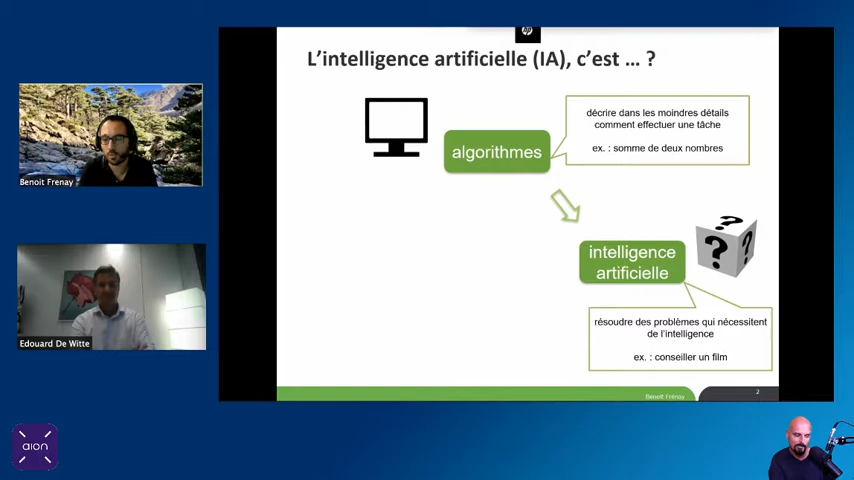 hp
L'intelligence artificielle (IA), c'est ... ?
algorithmes
décrire dans les moindres détails
comment effectuer une tâche
ex. : somme de deux nombres
intelligence
artificielle
résoudre des problèmes qui nécessitent
de l'intelligence
ex. : conseiller un film
Benoit Frénay
2
Benoit Frenay
Edouard De Witte
aion